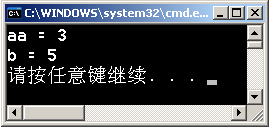 C:\WINDOWS\system32\cmd.e...
aa = 3
b = 5
请按任意键继续. . .